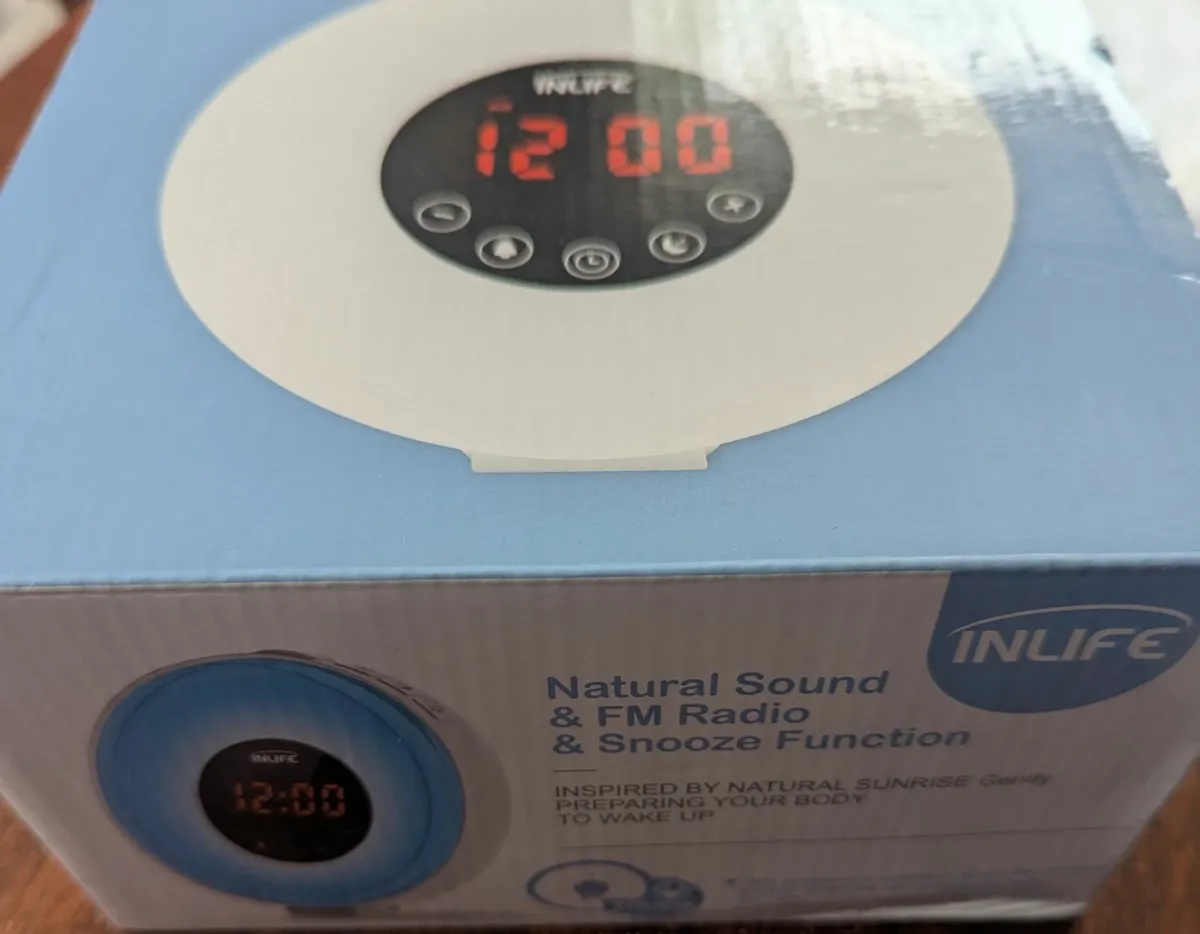 INLIFE
12 00
INLIFE
Natural Sound
& FM Radio
& Snooze Function
INSPIRED BY NATURAL SUNRISE Gently
PREPARING YOUR BODY
TO WAKE UP
INLIFE
12:00